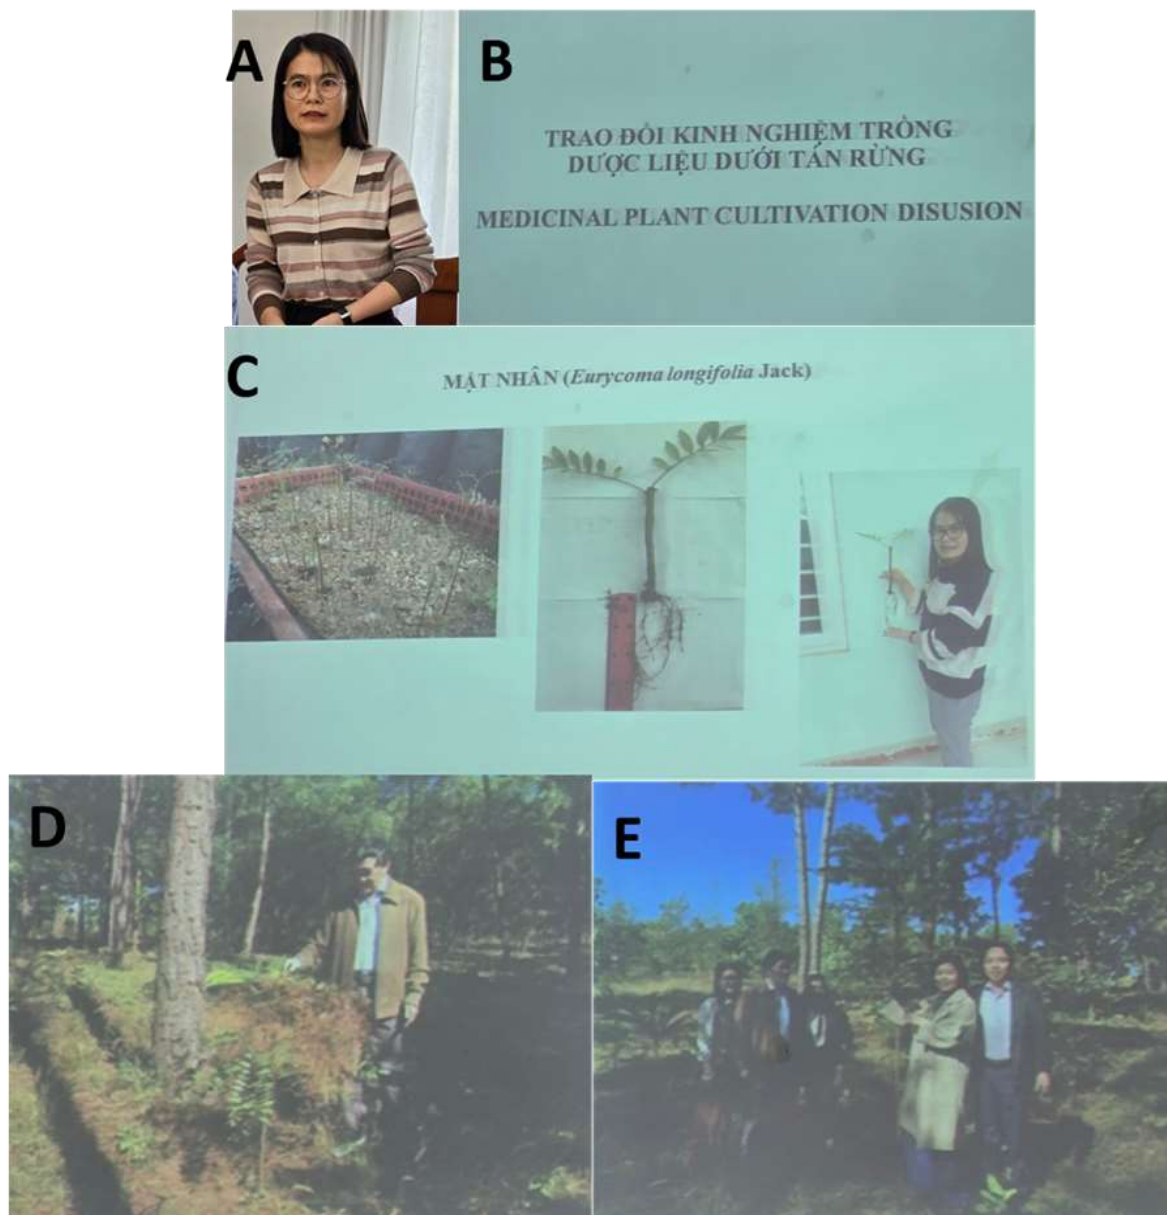 A
B
TRAO ĐỔI KINH NGHIỆM TRỒNG
DƯỢC LIỆU DƯỚI TÁN RỪNG
MEDICINAL PLANT CULTIVATION DISUSION
C
MẬT NHÂN (Eurycoma longifolia Jack)
D
E